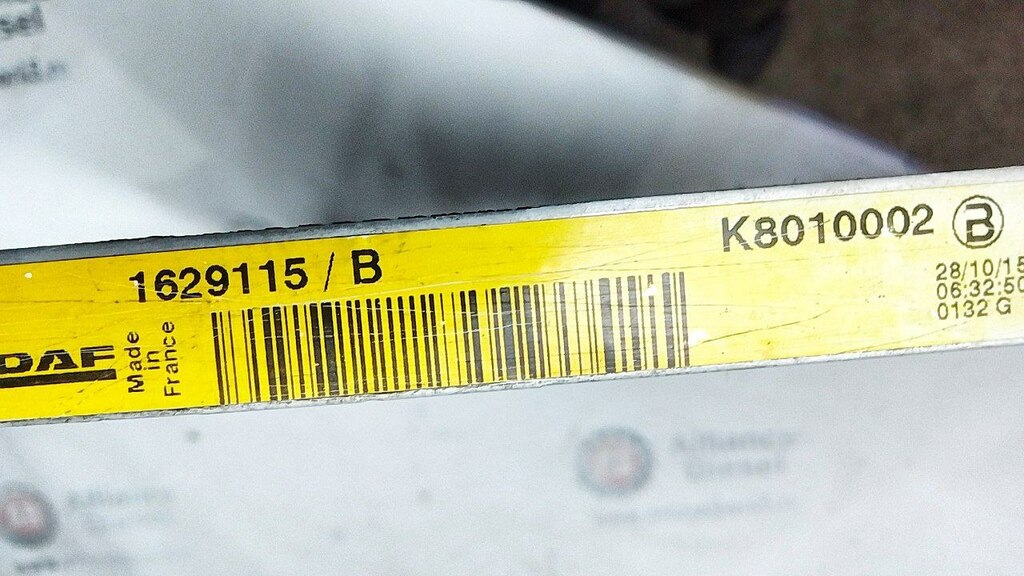 1629115 / B
K8010002 B
28/10/15
06:32:50
0132 G
DAF
Made
in
France